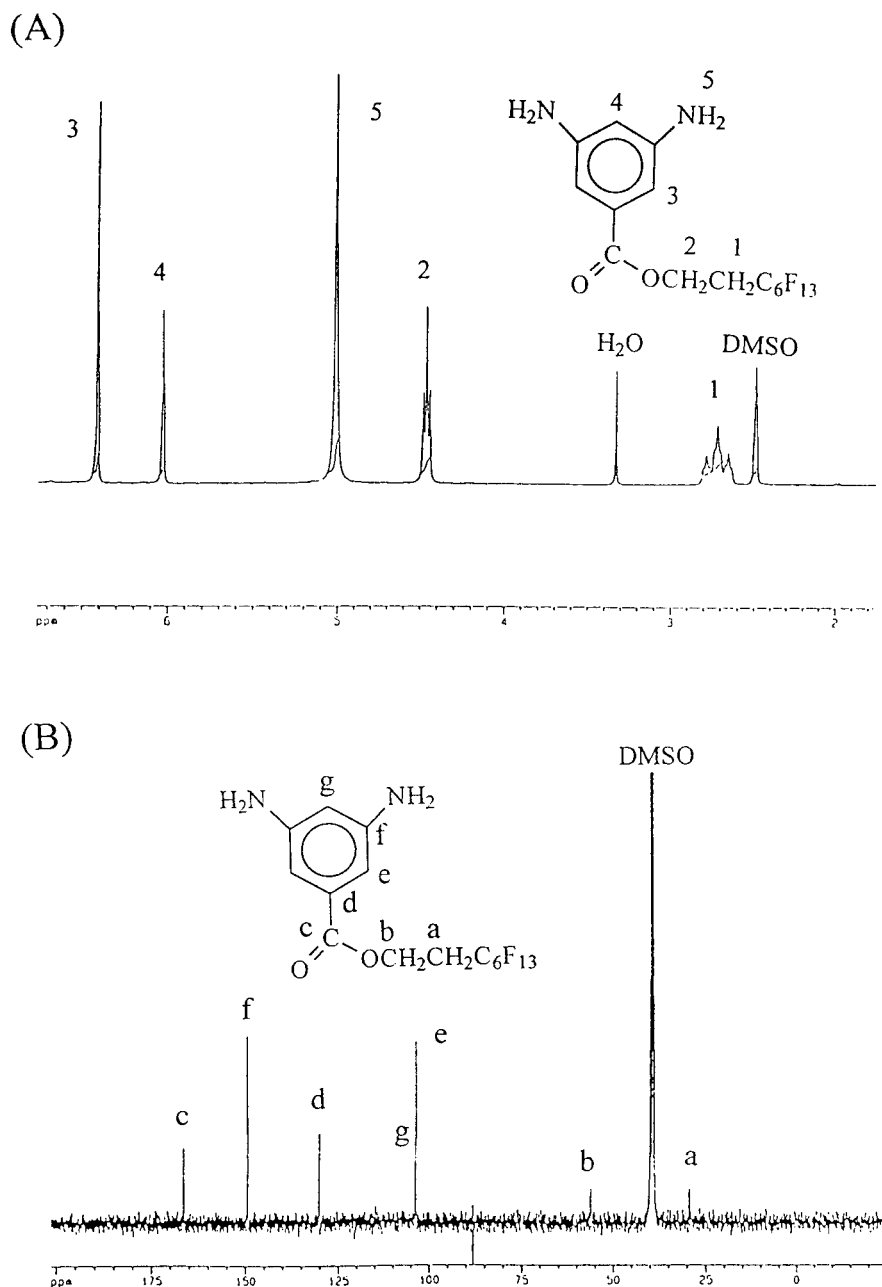 (A)
5
H₂N 4 NH₂
3
5
3
4
2
2 1
C
O OCH₂CH₂C₆F₁₃
H₂O DMSO
1
ppm 6 5 4 3 2
(B)
DMSO
g
H₂N NH₂
f
e
d
c C b a
O OCH₂CH₂C₆F₁₃
f
e
c d g
b a
ppm 175 150 125 100 75 50 25 0